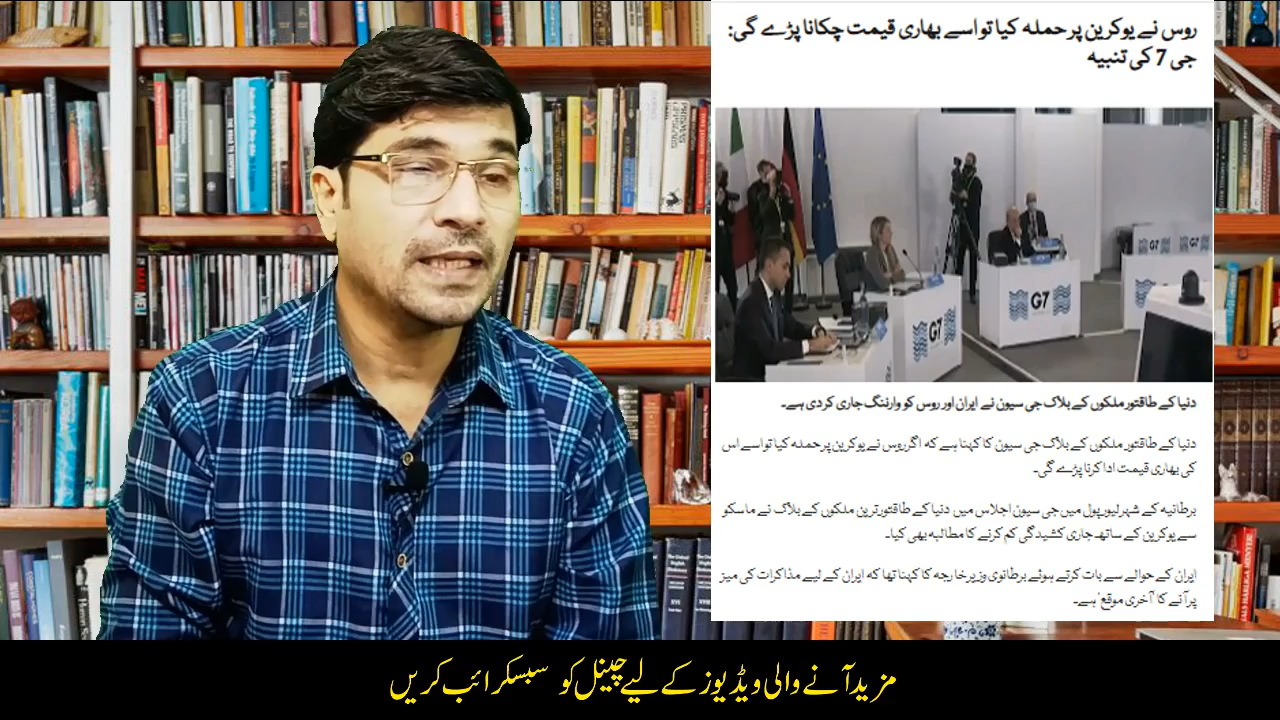 روس نے یوکرین پر حملہ کیا تو اسے بھاری قیمت چکانا پڑے گی:
جی 7 کی تنبیہ
G7
G7
G7
دنیا کے طاقتور ملکوں کے بلاک جی سیون نے ایران اور روس کو وارننگ جاری کر دی ہے۔
دنیا کے طاقتور ملکوں کے بلاک جی سیون کا کہنا ہے کہ اگر روس نے یوکرین پر حملہ کیا تو اسے اس
کی بھاری قیمت ادا کرنا پڑے گی۔
برطانیہ کے شہر لیورپول میں جی سیون اجلاس میں دنیا کے طاقتور ترین ملکوں کے بلاگ نے ماسکو
سے یوکرین کے ساتھ جاری کشیدگی کم کرنے کا مطالبہ بھی کیا۔
ایران کے حوالے سے بات کرتے ہوئے برطانوی وزیر خارجہ کا کہنا تھا کہ ایران کے لیے مذاکرات کی میز
پر آنے کا 'آخری موقع' ہے۔
مزید آنے والی ویڈیوز کے لیے چینل کو سبسکرائب کریں